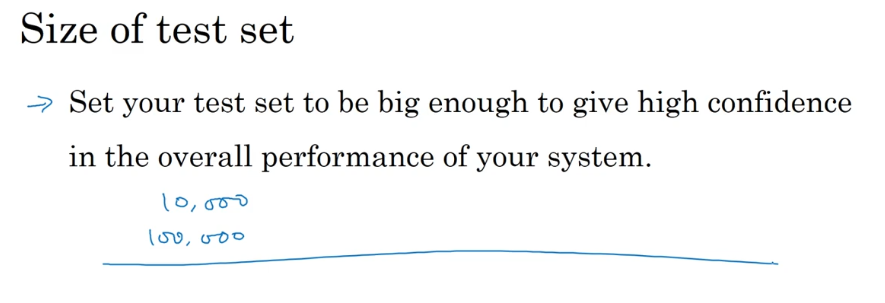 Size of test set
→ Set your test set to be big enough to give high confidence
in the overall performance of your system.
10,000
100,000